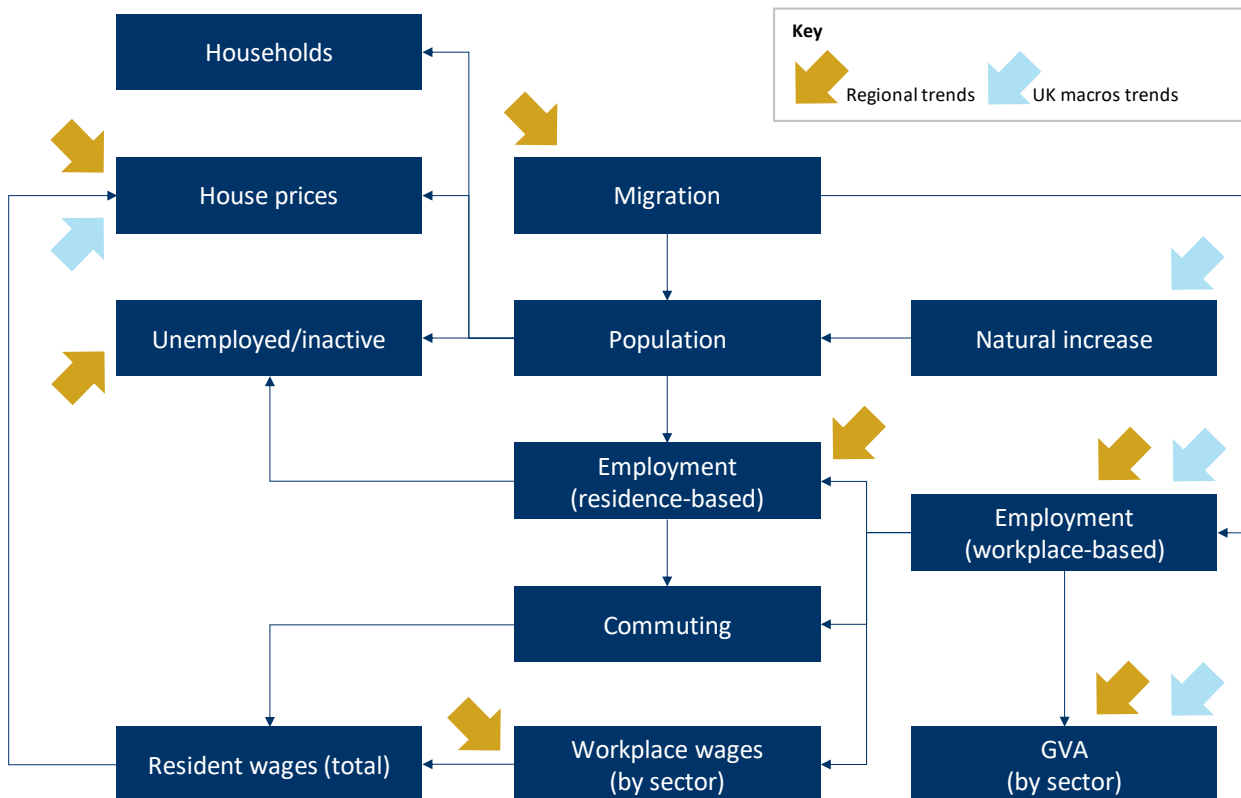 Key
Regional trends
UK macros trends
Households
House prices
Migration
Unemployed/inactive
Population
Natural increase
Employment
(residence-based)
Employment
(workplace-based)
Commuting
Resident wages (total)
Workplace wages
(by sector)
GVA
(by sector)